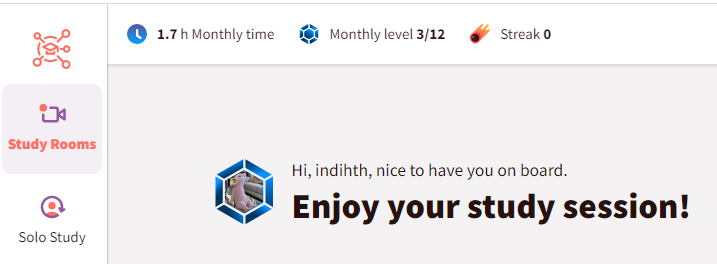 1.7 h Monthly time
Monthly level 3/12
Streak 0
Study Rooms
Solo Study
Hi, indihth, nice to have you on board.
Enjoy your study session!